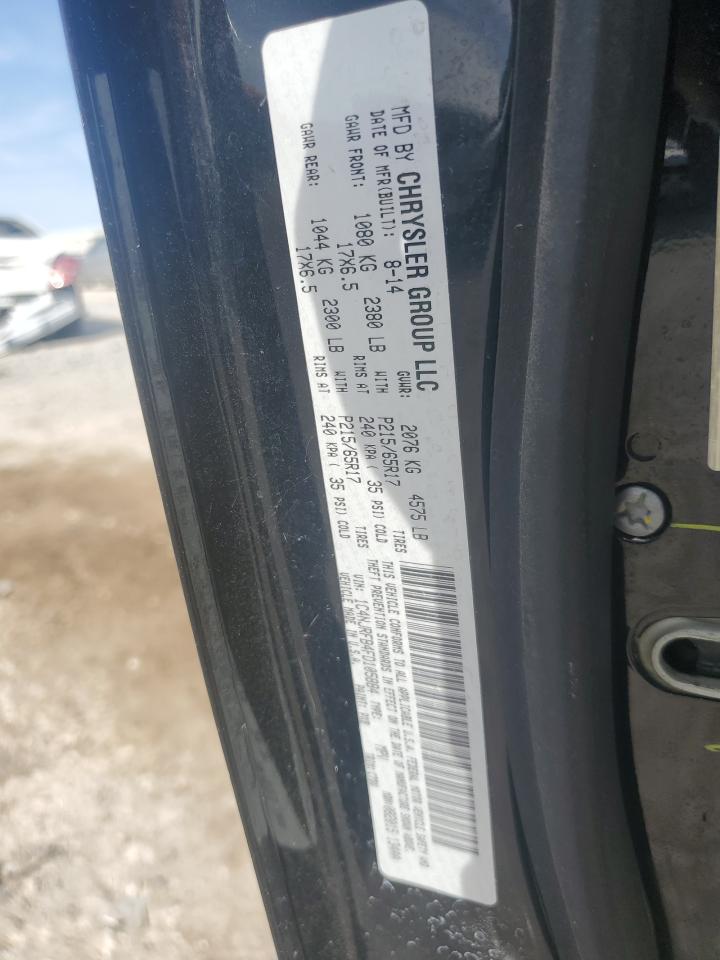 MFD BY CHRYSLER GROUP LLC
DATE OF MFR(BUILT): 8-14 GVWR: 2076 KG 4575 LB
GAWR FRONT: 1080 KG 2380 LB WITH P215/65R17 TIRES
17X6.5 RIMS AT 240 KPA ( 35 PSI) COLD
GAWR REAR: 1044 KG 2300 LB WITH P215/65R17 TIRES
17X6.5 RIMS AT 240 KPA ( 35 PSI) COLD
THIS VEHICLE CONFORMS TO ALL APPLICABLE U.S.A. FEDERAL MOTOR VEHICLE SAFETY AND
THEFT PREVENTION STANDARDS IN EFFECT ON THE DATE OF MANUFACTURE SHOWN ABOVE.
VIN: TYPE: MPV
VEHICLE MADE IN U.S.A. PAINT: